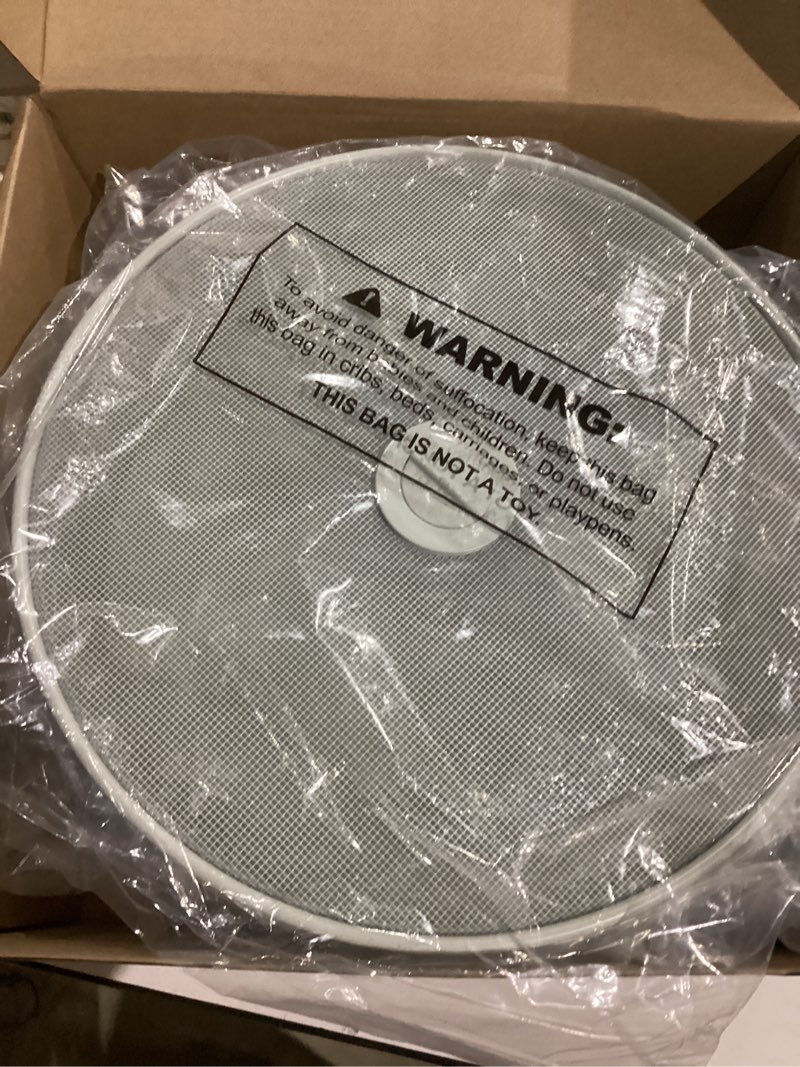 WARNING:
To avoid danger of suffocation, keep this bag
away from babies and children. Do not use
this bag in cribs, beds, carriages, or playpens.
THIS BAG IS NOT A TOY.